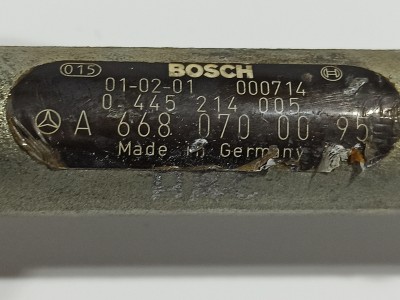 015 BOSCH
01-02-01 000714
0 445 214 005
A 668 070 00 95
Made in Germany